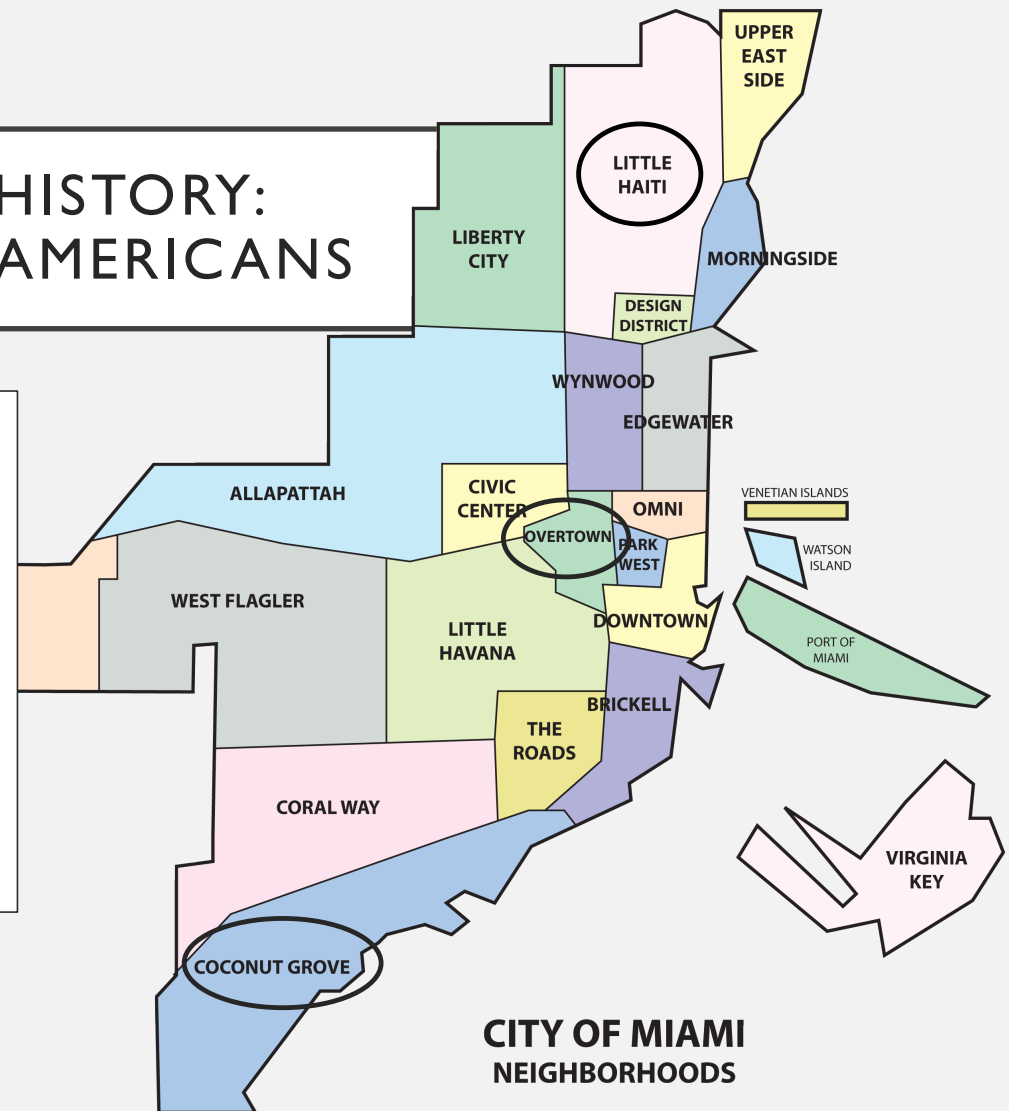 HISTORY:
AMERICANS
UPPER
EAST
SIDE
LITTLE
HAITI
LIBERTY
CITY
MORNINGSIDE
DESIGN
DISTRICT
WYNWOOD
EDGEWATER
ALLAPATTAH
CIVIC
CENTER
OMNI
VENETIAN ISLANDS
OVERTOWN
PARK
WEST
WATSON
ISLAND
WEST FLAGLER
LITTLE
HAVANA
DOWNTOWN
PORT OF
MIAMI
BRICKELL
THE
ROADS
CORAL WAY
VIRGINIA
KEY
COCONUT GROVE
CITY OF MIAMI
NEIGHBORHOODS